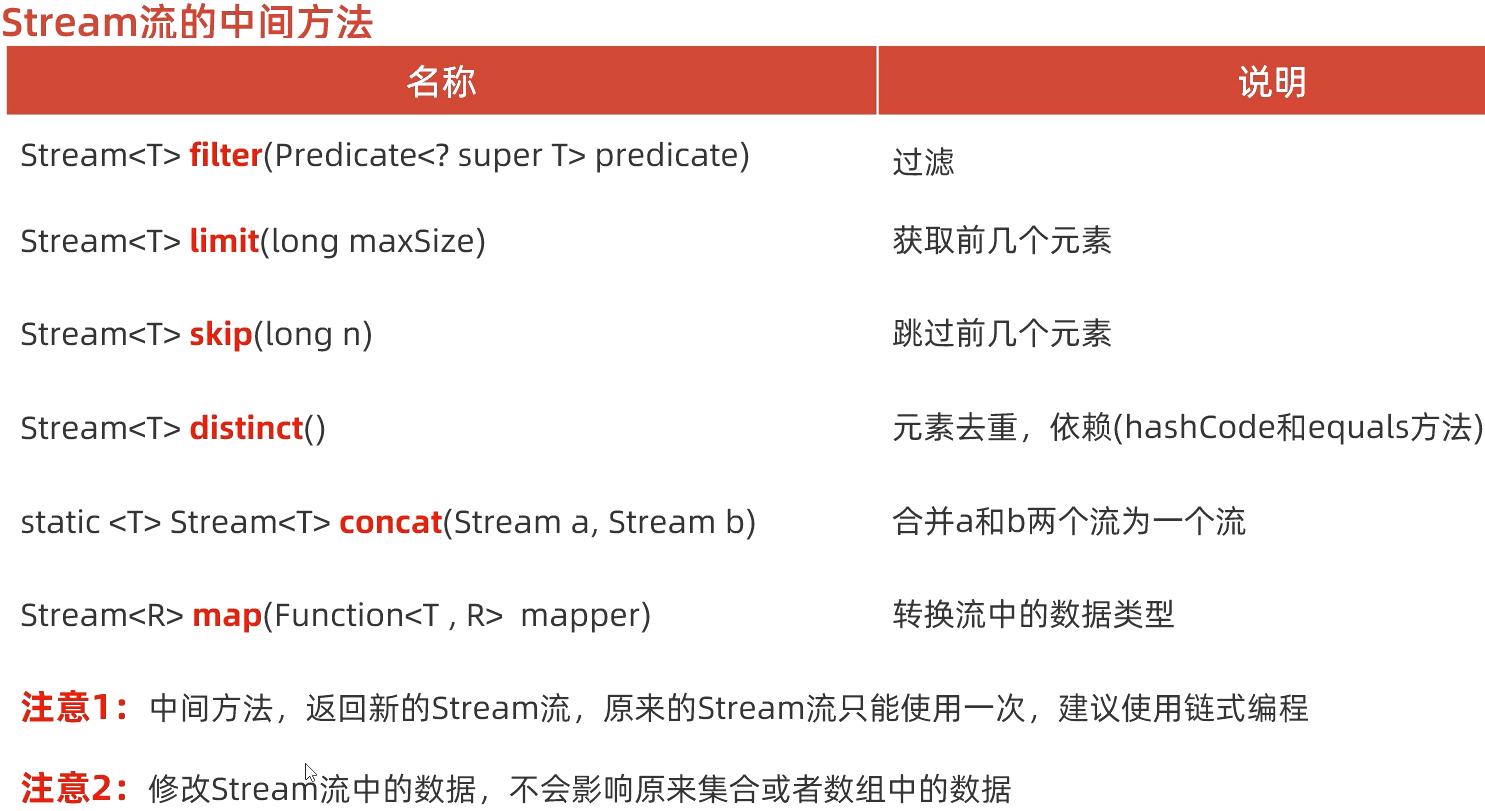 Stream流的中间方法
名称 说明
Stream<T> filter(Predicate<? super T> predicate) 过滤
Stream<T> limit(long maxSize) 获取前几个元素
Stream<T> skip(long n) 跳过前几个元素
Stream<T> distinct() 元素去重，依赖(hashCode和equals方法)
static <T> Stream<T> concat(Stream a, Stream b) 合并a和b两个流为一个流
Stream<R> map(Function<T , R>  mapper) 转换流中的数据类型
注意1：中间方法，返回新的Stream流，原来的Stream流只能使用一次，建议使用链式编程
注意2：修改Stream流中的数据，不会影响原来集合或者数组中的数据